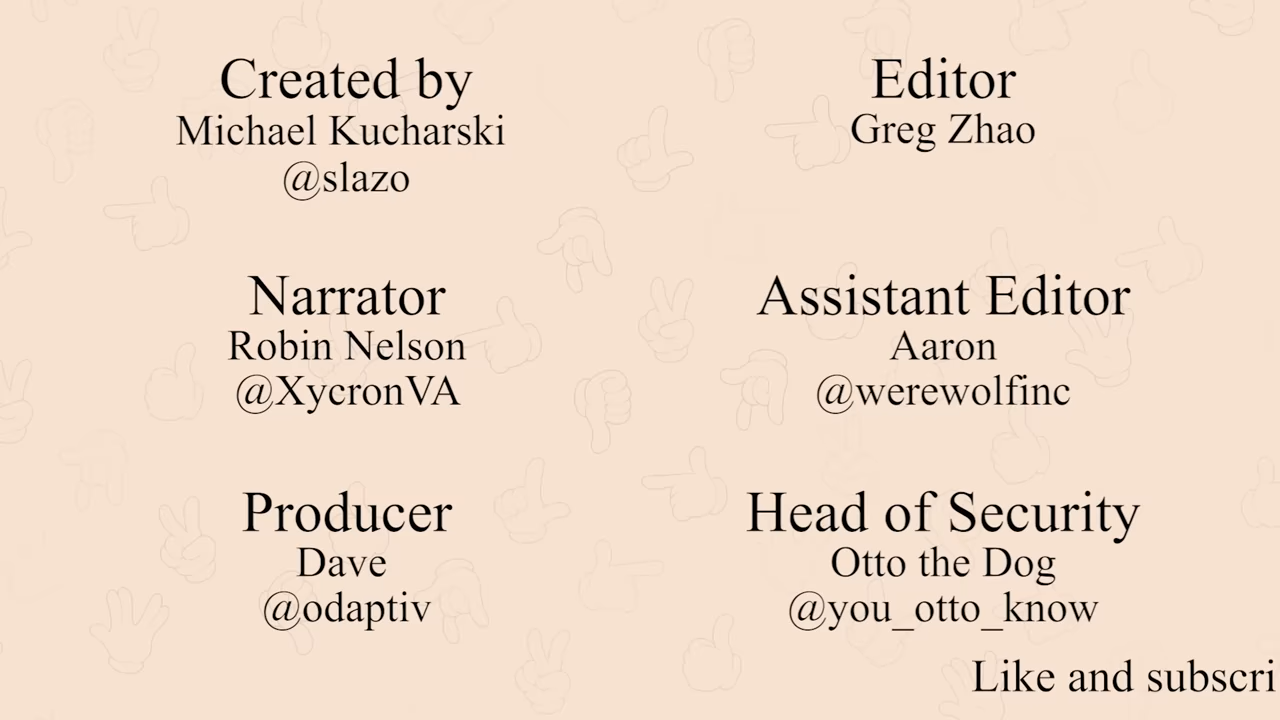 Created by
Michael Kucharski
@slazo
Editor
Greg Zhao
Narrator
Robin Nelson
@XycronVA
Assistant Editor
Aaron
@werewolfinc
Producer
Dave
@odaptiv
Head of Security
Otto the Dog
@you_otto_know
Like and subscri